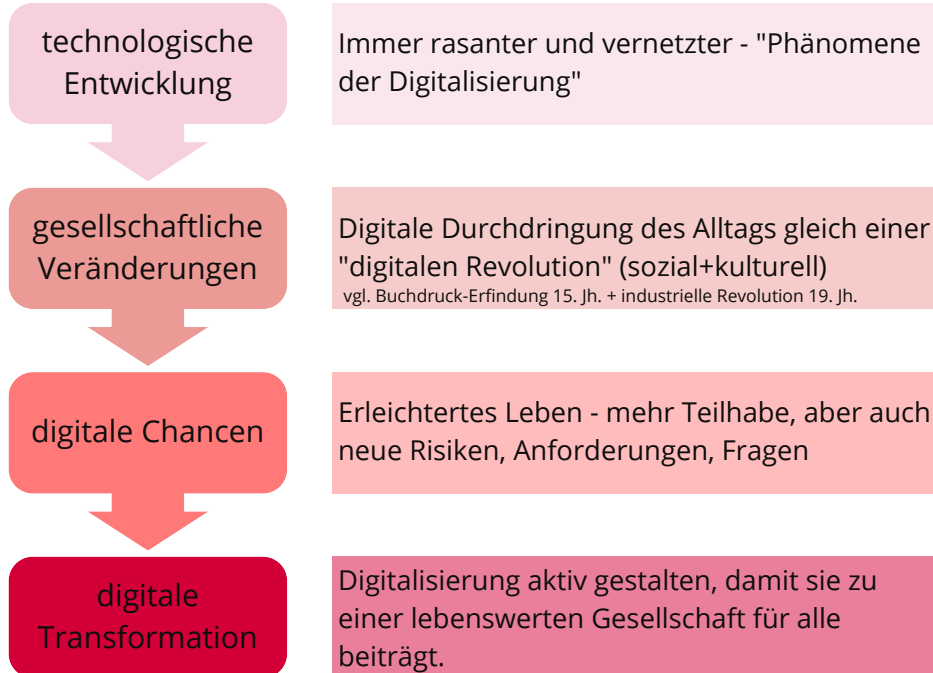 technologische
Entwicklung
Immer rasanter und vernetzter - "Phänomene
der Digitalisierung"
gesellschaftliche
Veränderungen
Digitale Durchdringung des Alltags gleich einer
"digitalen Revolution" (sozial+kulturell)
vgl. Buchdruck-Erfindung 15. Jh. + industrielle Revolution 19. Jh.
digitale Chancen
Erleichtertes Leben - mehr Teilhabe, aber auch
neue Risiken, Anforderungen, Fragen
digitale
Transformation
Digitalisierung aktiv gestalten, damit sie zu
einer lebenswerten Gesellschaft für alle
beiträgt.